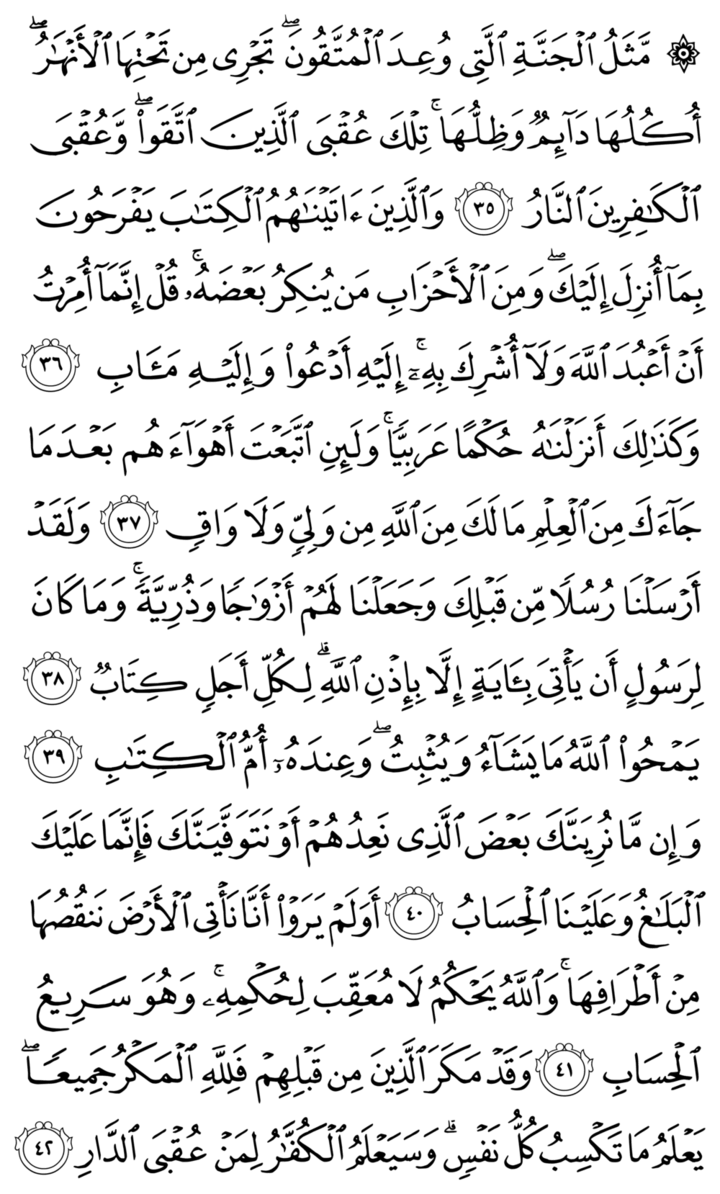 ۞ مَّثَلُ ٱلْجَنَّةِ ٱلَّتِى وُعِدَ ٱلْمُتَّقُونَ ۖ تَجْرِى مِن تَحْتِهَا ٱلْأَنْهَـٰرُ ۖ
أُكُلُهَا دَآئِمٌ وَظِلُّهَا ۚ تِلْكَ عُقْبَى ٱلَّذِينَ ٱتَّقَوا۟ ۖ وَّعُقْبَى
ٱلْكَـٰفِرِينَ ٱلنَّارُ ٣٥ وَٱلَّذِينَ ءَاتَيْنَـٰهُمُ ٱلْكِتَـٰبَ يَفْرَحُونَ
بِمَآ أُنزِلَ إِلَيْكَ ۖ وَمِنَ ٱلْأَحْزَابِ مَن يُنكِرُ بَعْضَهُۥ ۚ قُلْ إِنَّمَآ أُمِرْتُ
أَنْ أَعْبُدَ ٱللَّهَ وَلَآ أُشْرِكَ بِهِۦٓ ۚ إِلَيْهِ أَدْعُوا۟ وَإِلَيْهِ مَـَٔابِ ٣٦
وَكَذَٰلِكَ أَنزَلْنَـٰهُ حُكْمًا عَرَبِيًّا ۚ وَلَئِنِ ٱتَّبَعْتَ أَهْوَآءَهُم بَعْدَمَا
جَآءَكَ مِنَ ٱلْعِلْمِ مَا لَكَ مِنَ ٱللَّهِ مِن وَلِىٍّ وَلَا وَاقٍ ٣٧ وَلَقَدْ
أَرْسَلْنَا رُسُلًا مِّن قَبْلِكَ وَجَعَلْنَا لَهُمْ أَزْوَٰجًا وَذُرِّيَّةً ۚ وَمَا كَانَ
لِرَسُولٍ أَن يَأْتِىَ بِـَٔايَةٍ إِلَّا بِإِذْنِ ٱللَّهِ ۗ لِكُلِّ أَجَلٍ كِتَابٌ ٣٨
يَمْحُوا۟ ٱللَّهُ مَا يَشَآءُ وَيُثْبِتُ ۖ وَعِندَهُۥٓ أُمُّ ٱلْكِتَـٰبِ ٣٩
وَإِن مَّا نُرِيَنَّكَ بَعْضَ ٱلَّذِى نَعِدُهُمْ أَوْ نَتَوَفَّيَنَّكَ فَإِنَّمَا عَلَيْكَ
ٱلْبَلَـٰغُ وَعَلَيْنَا ٱلْحِسَابُ ٤٠ أَوَلَمْ يَرَوْا۟ أَنَّا نَأْتِى ٱلْأَرْضَ نَنقُصُهَا
مِنْ أَطْرَافِهَا ۚ وَٱللَّهُ يَحْكُمُ لَا مُعَقِّبَ لِحُكْمِهِۦ ۚ وَهُوَ سَرِيعُ
ٱلْحِسَابِ ٤١ وَقَدْ مَكَرَ ٱلَّذِينَ مِن قَبْلِهِمْ فَلِلَّهِ ٱلْمَكْرُ جَمِيعًا ۖ
يَعْلَمُ مَا تَكْسِبُ كُلُّ نَفْسٍ ۗ وَسَيَعْلَمُ ٱلْكُفَّـٰرُ لِمَنْ عُقْبَى ٱلدَّارِ ٤٢